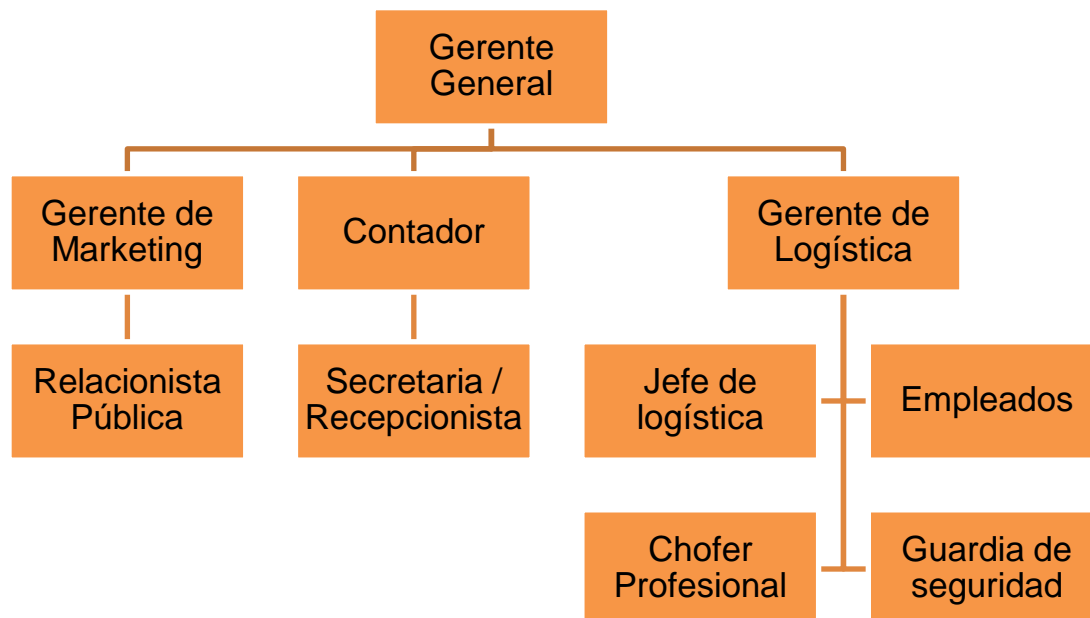 Gerente
General
Gerente de
Marketing
Contador
Gerente de
Logística
Relacionista
Pública
Secretaria /
Recepcionista
Jefe de
logística
Empleados
Chofer
Profesional
Guardia de
seguridad